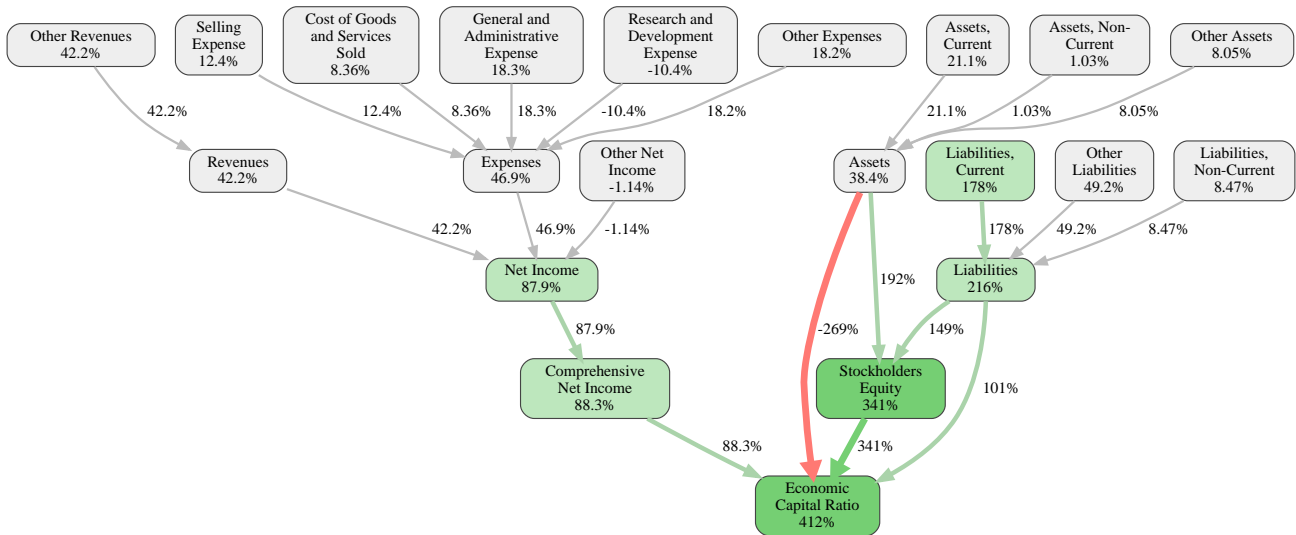 Other Revenues
42.2%
Selling
Expense
12.4%
Cost of Goods
and Services
Sold
8.36%
General and
Administrative
Expense
18.3%
Research and
Development
Expense
-10.4%
Other Expenses
18.2%
Assets,
Current
21.1%
Assets, Non-
Current
1.03%
Other Assets
8.05%
42.2%
12.4%
8.36%
18.3%
-10.4%
18.2%
21.1%
1.03%
8.05%
Revenues
42.2%
Expenses
46.9%
Other Net
Income
-1.14%
Assets
38.4%
Liabilities,
Current
178%
Other
Liabilities
49.2%
Liabilities,
Non-Current
8.47%
42.2%
46.9%
-1.14%
178%
49.2%
8.47%
Net Income
87.9%
192%
Liabilities
216%
87.9%
-269%
149%
Comprehensive
Net Income
88.3%
Stockholders
Equity
341%
101%
88.3%
341%
Economic
Capital Ratio
412%